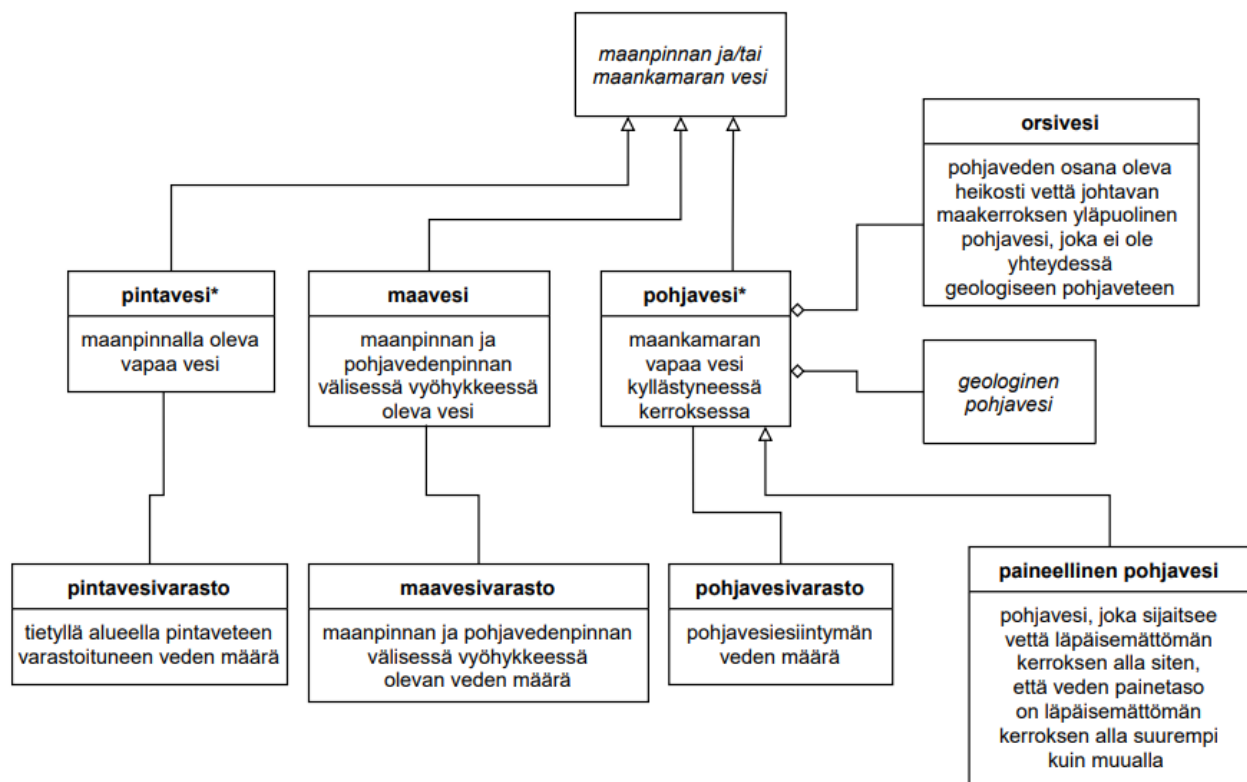 maanpinnan ja/tai
maankamaran vesi
orsivesi
pohjaveden osana oleva
heikosti vettä johtavan
maakerroksen yläpuolinen
pohjavesi, joka ei ole
yhteydessä
geologiseen pohjaveteen
pintavesi*
maanpinnalla oleva
vapaa vesi
maavesi
maanpinnan ja
pohjavedenpinnan
välisessä vyöhykkeessä
oleva vesi
pohjavesi*
maankamaran
vapaa vesi
kyllästyneessä
kerroksessa
geologinen
pohjavesi
pintavesivarasto
tietyllä alueella pintaveteen
varastoituneen veden määrä
maavesivarasto
maanpinnan ja pohjavedenpinnan
välisessä vyöhykkeessä
olevan veden määrä
pohjavesivarasto
pohjavesiesiintymän
veden määrä
paineellinen pohjavesi
pohjavesi, joka sijaitsee
vettä läpäisemättömän
kerroksen alla siten,
että veden painetaso
on läpäisemättömän
kerroksen alla suurempi
kuin muualla